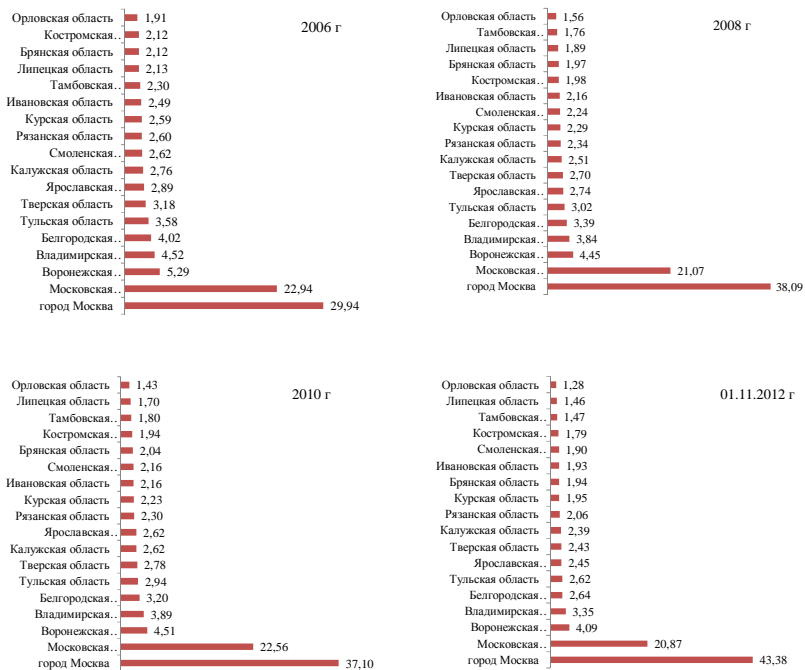 2006 г
Орловская область 1,91
Костромская.. 2,12
Брянская область 2,12
Липецкая область 2,13
Тамбовская.. 2,30
Ивановская область 2,49
Курская область 2,59
Рязанская область 2,60
Смоленская.. 2,62
Калужская область 2,76
Ярославская.. 2,89
Тверская область 3,18
Тульская область 3,58
Белгородская.. 4,02
Владимирская.. 4,52
Воронежская.. 5,29
Московская.. 22,94
город Москва 29,94
2008 г
Орловская область 1,56
Тамбовская.. 1,76
Липецкая область 1,89
Брянская область 1,97
Костромская.. 1,98
Ивановская область 2,16
Смоленская.. 2,24
Курская область 2,29
Рязанская область 2,34
Калужская область 2,51
Тверская область 2,70
Ярославская.. 2,74
Тульская область 3,02
Белгородская.. 3,39
Владимирская.. 3,84
Воронежская.. 4,45
Московская.. 21,07
город Москва 38,09
2010 г
Орловская область 1,43
Липецкая область 1,70
Тамбовская.. 1,80
Костромская.. 1,94
Брянская область 2,04
Смоленская.. 2,16
Ивановская область 2,16
Курская область 2,23
Рязанская область 2,30
Ярославская.. 2,62
Калужская область 2,62
Тверская область 2,78
Тульская область 2,94
Белгородская.. 3,20
Владимирская.. 3,89
Воронежская.. 4,51
Московская.. 22,56
город Москва 37,10
01.11.2012 г
Орловская область 1,28
Липецкая область 1,46
Тамбовская.. 1,47
Костромская.. 1,79
Смоленская.. 1,90
Ивановская область 1,93
Брянская область 1,94
Курская область 1,95
Рязанская область 2,06
Калужская область 2,39
Тверская область 2,43
Ярославская.. 2,45
Тульская область 2,62
Белгородская.. 2,64
Владимирская.. 3,35
Воронежская.. 4,09
Московская.. 20,87
город Москва 43,38